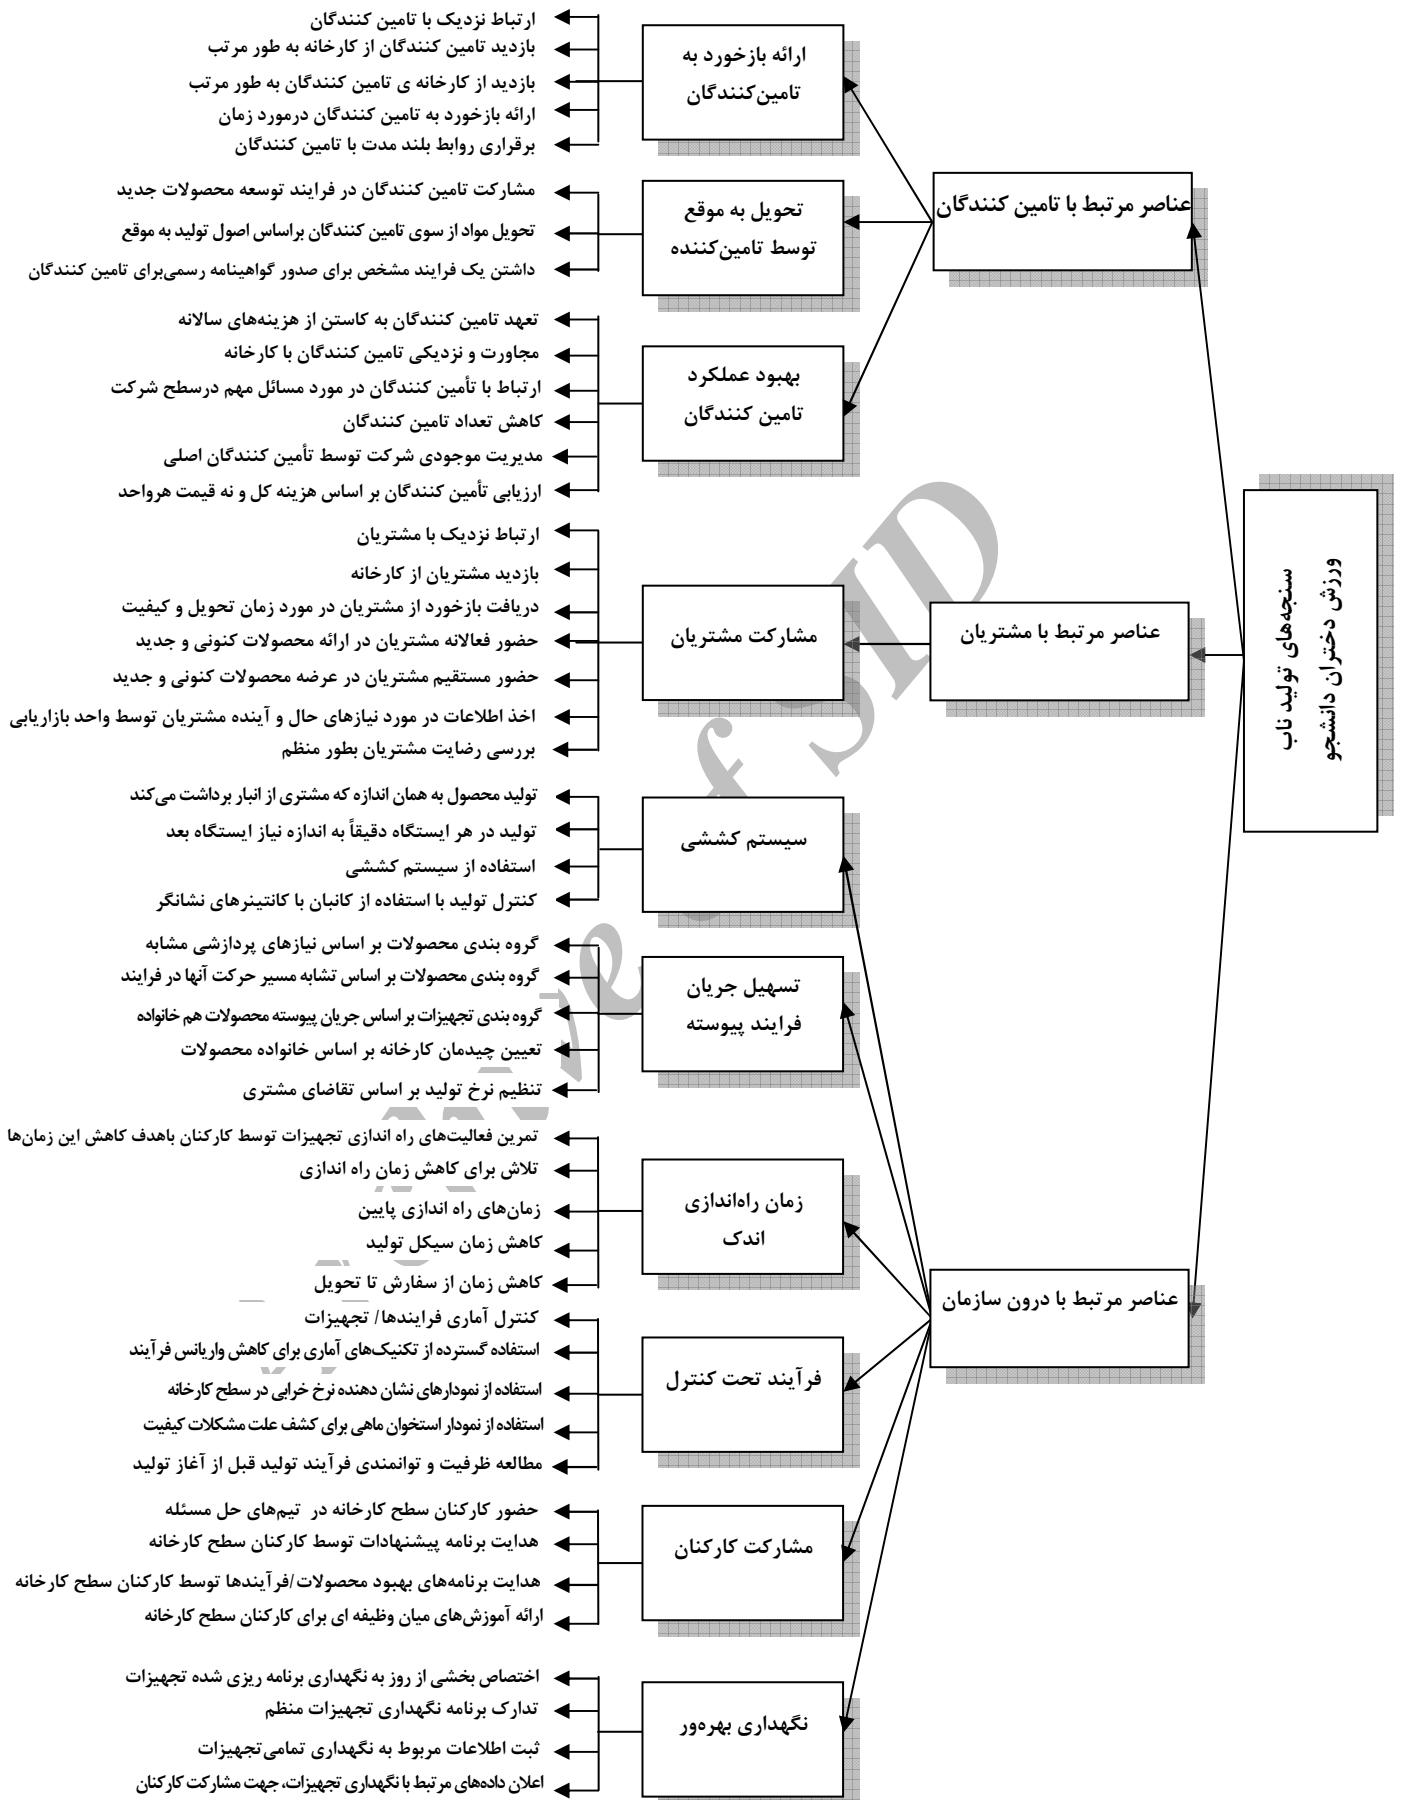 سنجه‌های تولید ناب
ورزش دختران دانشجو
عناصر مرتبط با تامین کنندگان
ارائه بازخورد به
تامین‌کنندگان
ارتباط نزدیک با تامین کنندگان
بازدید تامین کنندگان از کارخانه به طور مرتب
بازدید از کارخانه ی تامین کنندگان به طور مرتب
ارائه بازخورد به تامین کنندگان درمورد زمان
برقراری روابط بلند مدت با تامین کنندگان
تحویل به موقع
توسط تامین‌کننده
مشارکت تامین کنندگان در فرایند توسعه محصولات جدید
تحویل مواد از سوی تامین کنندگان براساس اصول تولید به موقع
داشتن یک فرایند مشخص برای صدور گواهینامه رسمی‌برای تامین کنندگان
بهبود عملکرد
تامین کنندگان
تعهد تامین کنندگان به کاستن از هزینه‌های سالانه
مجاورت و نزدیکی تامین کنندگان با کارخانه
ارتباط با تأمین کنندگان در مورد مسائل مهم درسطح شرکت
کاهش تعداد تامین کنندگان
مدیریت موجودی شرکت توسط تأمین کنندگان اصلی
ارزیابی تأمین کنندگان بر اساس هزینه کل و نه قیمت هرواحد
عناصر مرتبط با مشتریان
مشارکت مشتریان
ارتباط نزدیک با مشتریان
بازدید مشتریان از کارخانه
دریافت بازخورد از مشتریان در مورد زمان تحویل و کیفیت
حضور فعالانه مشتریان در ارائه محصولات کنونی و جدید
حضور مستقیم مشتریان در عرضه محصولات کنونی و جدید
اخذ اطلاعات در مورد نیازهای حال و آینده مشتریان توسط واحد بازاریابی
بررسی رضایت مشتریان بطور منظم
عناصر مرتبط با درون سازمان
سیستم کششی
تولید محصول به همان اندازه که مشتری از انبار برداشت می‌کند
تولید در هر ایستگاه دقیقاً به اندازه نیاز ایستگاه بعد
استفاده از سیستم کششی
کنترل تولید با استفاده از کانبان با کانتینرهای نشانگر
تسهیل جریان
فرایند پیوسته
گروه بندی محصولات بر اساس نیازهای پردازشی مشابه
گروه بندی محصولات بر اساس تشابه مسیر حرکت آنها در فرایند
گروه بندی تجهیزات بر اساس جریان پیوسته محصولات هم خانواده
تعیین چیدمان کارخانه بر اساس خانواده محصولات
تنظیم نرخ تولید بر اساس تقاضای مشتری
زمان راه‌اندازی
اندک
تمرین فعالیت‌های راه اندازی تجهیزات توسط کارکنان باهدف کاهش این زمان‌ها
تلاش برای کاهش زمان راه اندازی
زمان‌های راه اندازی پایین
کاهش زمان سیکل تولید
کاهش زمان از سفارش تا تحویل
فرآیند تحت کنترل
کنترل آماری فرایندها/ تجهیزات
استفاده گسترده از تکنیک‌های آماری برای کاهش واریانس فرآیند
استفاده از نمودارهای نشان دهنده نرخ خرابی در سطح کارخانه
استفاده از نمودار استخوان ماهی برای کشف علت مشکلات کیفیت
مطالعه ظرفیت و توانمندی فرآیند تولید قبل از آغاز تولید
مشارکت کارکنان
حضور کارکنان سطح کارخانه در تیم‌های حل مسئله
هدایت برنامه پیشنهادات توسط کارکنان سطح کارخانه
هدایت برنامه‌های بهبود محصولات/فرآیندها توسط کارکنان سطح کارخانه
ارائه آموزش‌های میان وظیفه ای برای کارکنان سطح کارخانه
نگهداری بهره‌ور
اختصاص بخشی از روز به نگهداری برنامه ریزی شده تجهیزات
تدارک برنامه نگهداری تجهیزات منظم
ثبت اطلاعات مربوط به نگهداری تمامی‌تجهیزات
اعلان داده‌های مرتبط با نگهداری تجهیزات، جهت مشارکت کارکنان
of SID